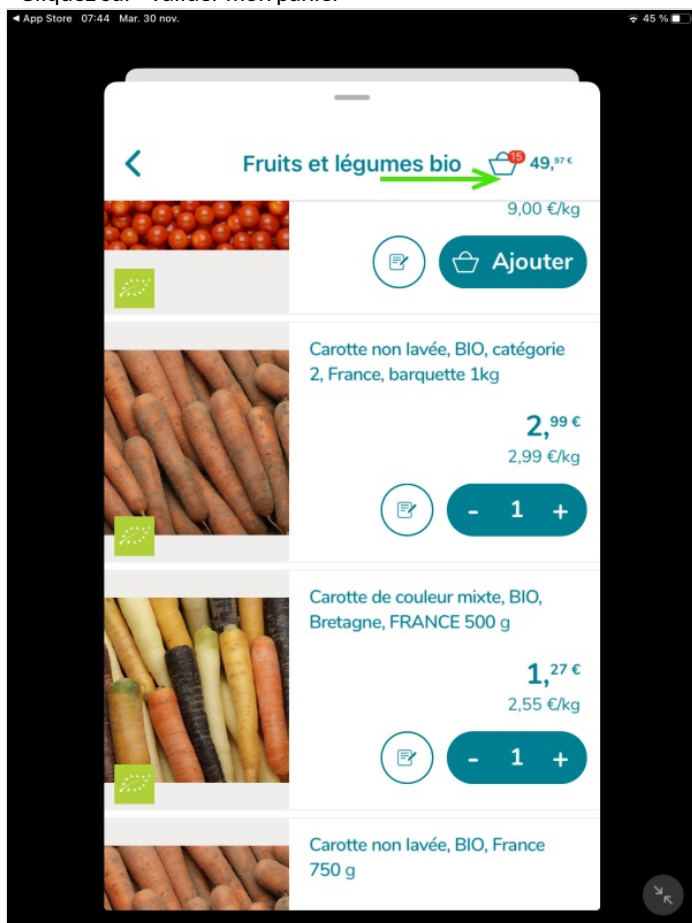 ◄ App Store 07:44 Mar. 30 nov. 45 %
Fruits et légumes bio 15 49,97 €
9,00 €/kg
Ajouter
Carotte non lavée, BIO, catégorie
2, France, barquette 1kg
2,99 €
2,99 €/kg
- 1 +
Carotte de couleur mixte, BIO,
Bretagne, FRANCE 500 g
1,27 €
2,55 €/kg
- 1 +
Carotte non lavée, BIO, France
750 g